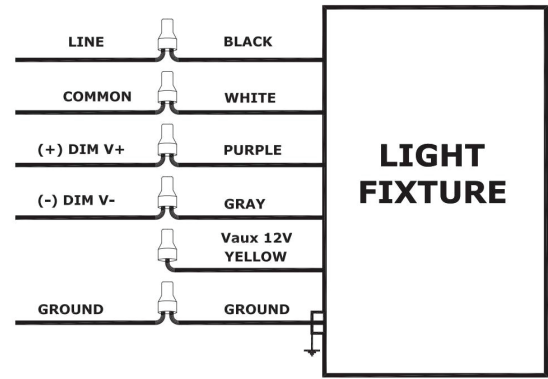 LINE BLACK
COMMON WHITE
(+) DIM V+ PURPLE
(-) DIM V- GRAY
Vaux 12V
YELLOW
GROUND GROUND
LIGHT
FIXTURE